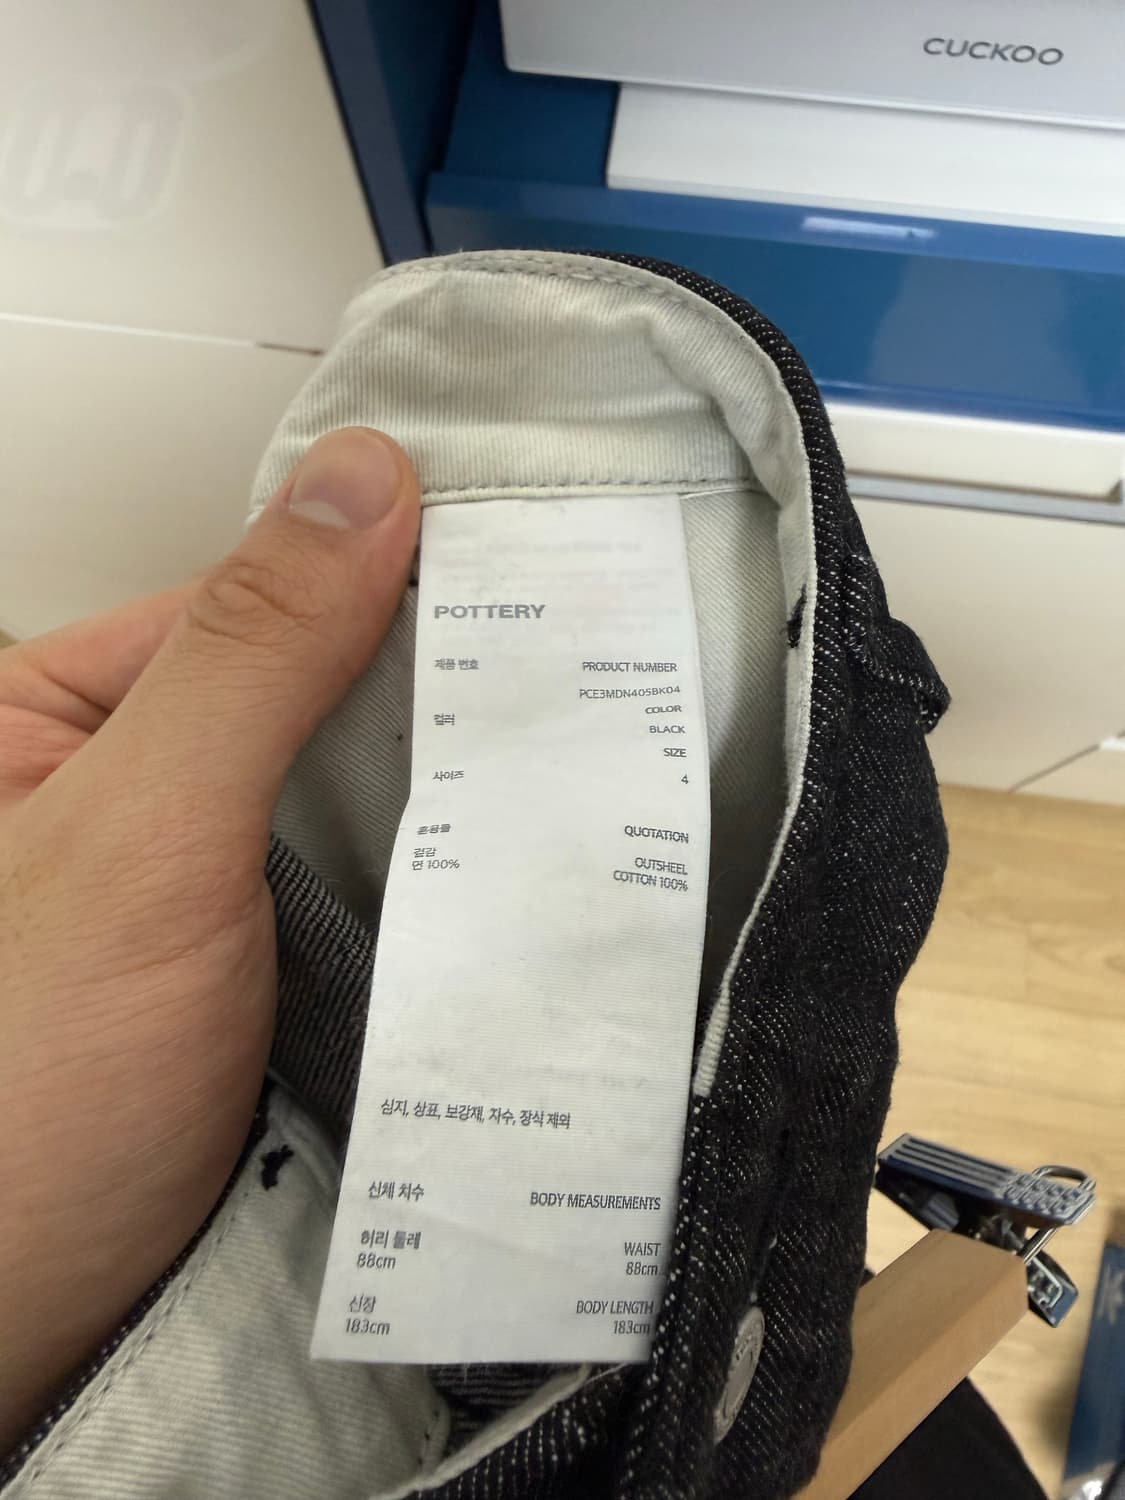 CUCKOO
POTTERY
제품 번호 PRODUCT NUMBER
PCE3MDN405BK04
컬러 COLOR
BLACK
사이즈 SIZE
4
혼용률 QUOTATION
겉감 OUTSHEEL
면 100% COTTON 100%
심지, 상표, 보강재, 자수, 장식 제외
신체 치수 BODY MEASUREMENTS
허리 둘레 WAIST
88cm 88cm
신장 BODY LENGTH
183cm 183cm